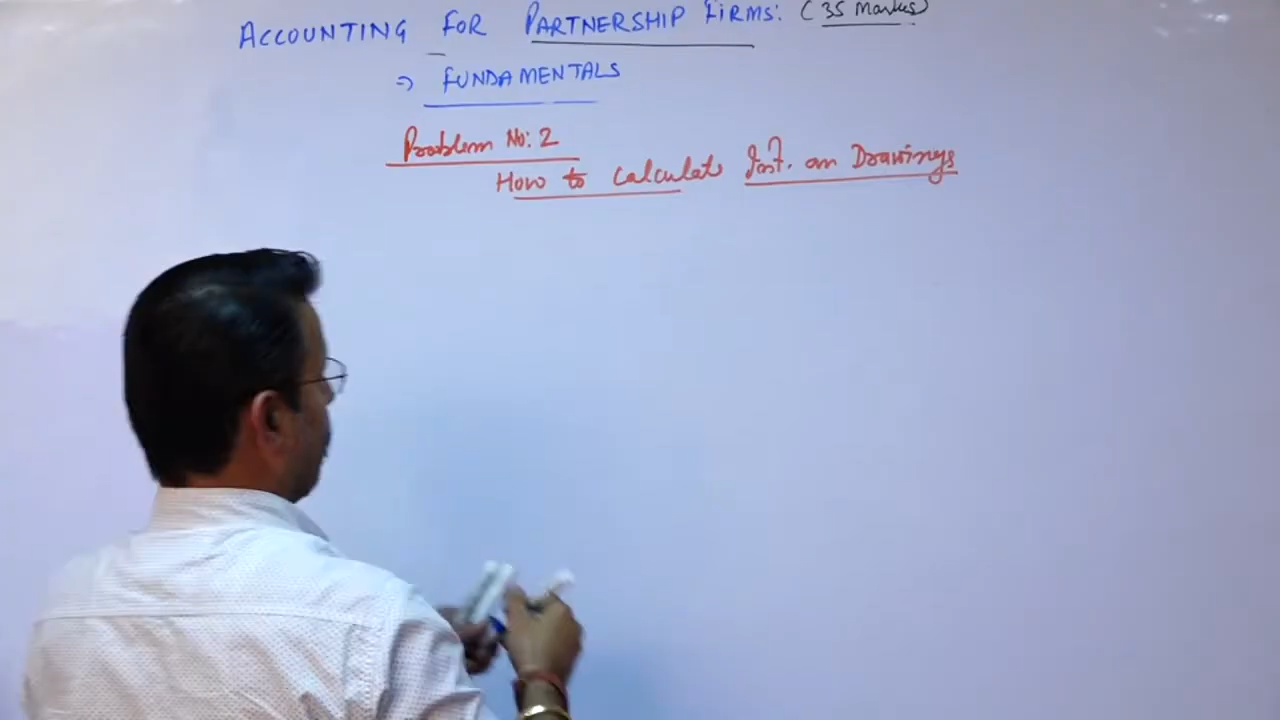 ACCOUNTING FOR PARTNERSHIP FIRMS: (35 Marks)
⇒ FUNDAMENTALS
Problem No: 2
How to calculate Int. on Drawings